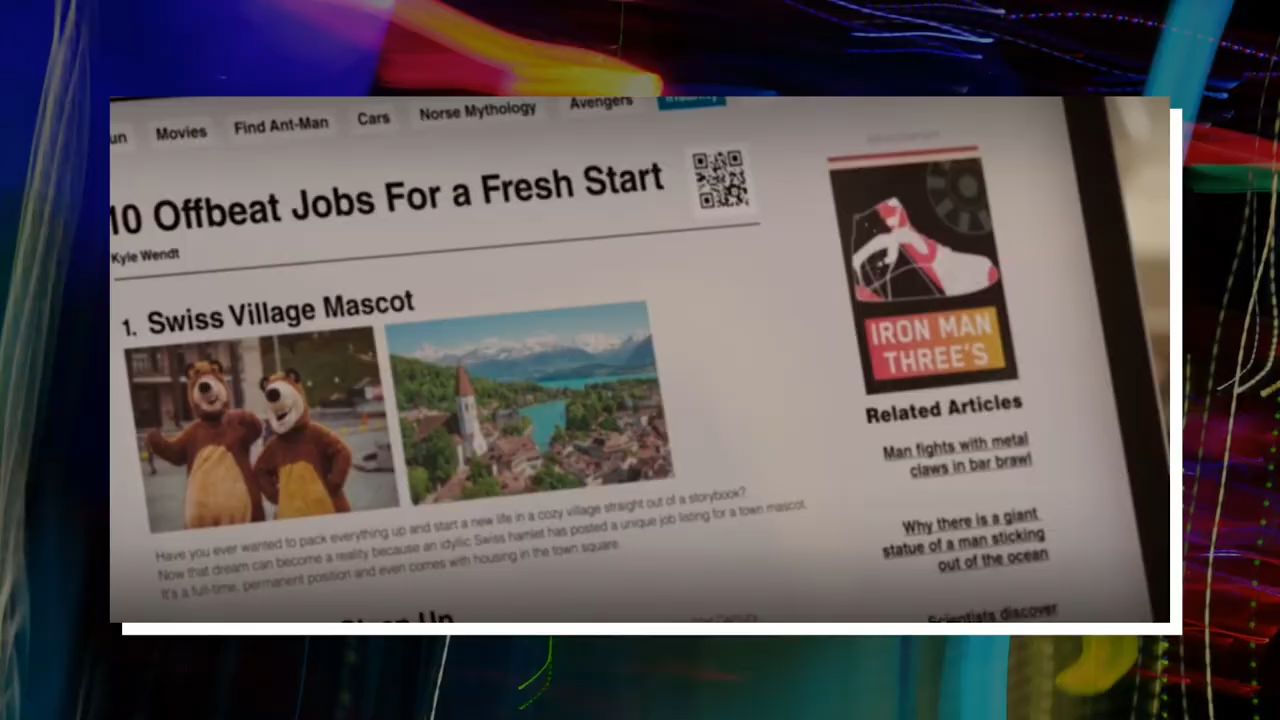 un Movies Find Ant-Man Cars Norse Mythology Avengers
10 Offbeat Jobs For a Fresh Start
Kyle Wendt
1. Swiss Village Mascot
Have you ever wanted to pack everything up and start a new life in a cozy village straight out of a storybook?
Now that dream can become a reality because an idyllic Swiss hamlet has posted a unique job listing for a town mascot.
It's a full-time, permanent position and even comes with housing in the town square.
Up
IRON MAN
THREE'S
Related Articles
Man fights with metal
claws in bar brawl
Why there is a giant
statue of a man sticking
out of the ocean
Scientists discover